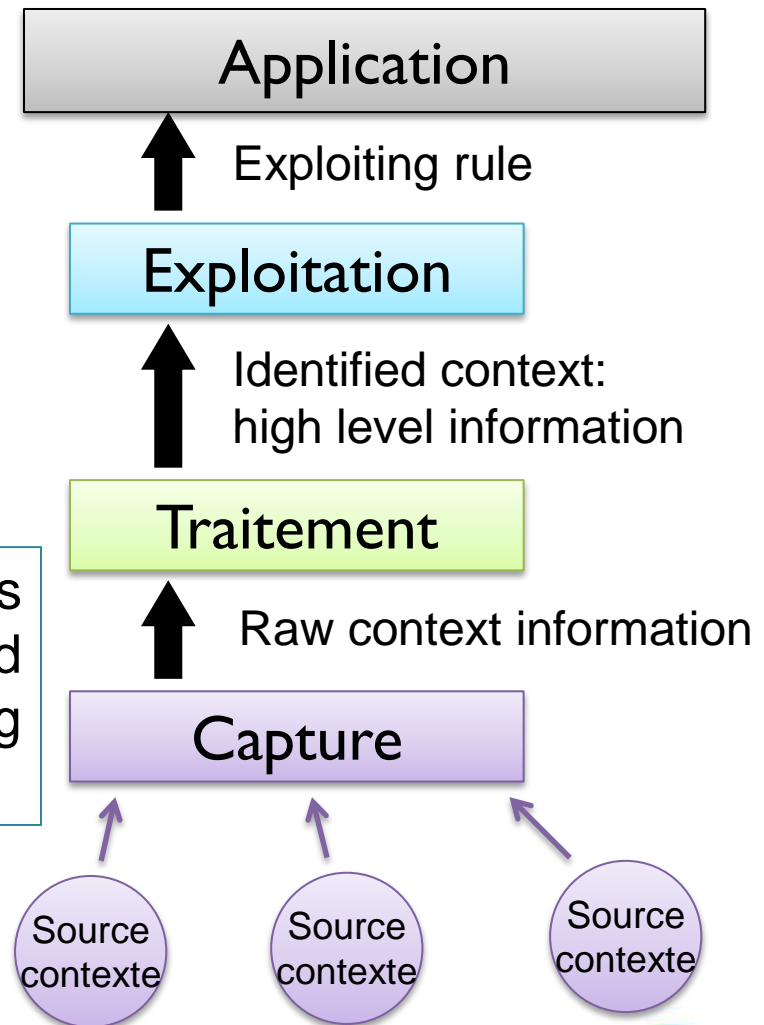 Application
Exploiting rule
Exploitation
Identified context:
high level information
Traitement
s
d
g
Raw context information
Capture
Source
contexte
Source
contexte
Source
contexte